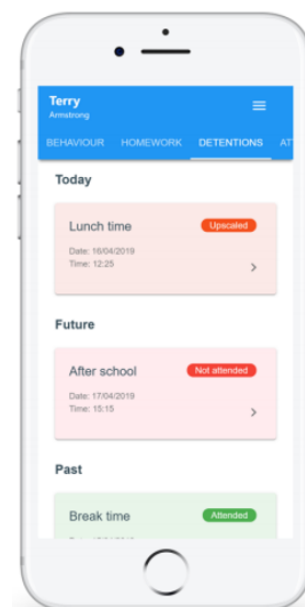 Terry
Armstrong
BEHAVIOUR HOMEWORK DETENTIONS AT
Today
Lunch time Upscaled
Date: 16/04/2019
Time: 12:25
Future
After school Not attended
Date: 17/04/2019
Time: 15:15
Past
Break time Attended